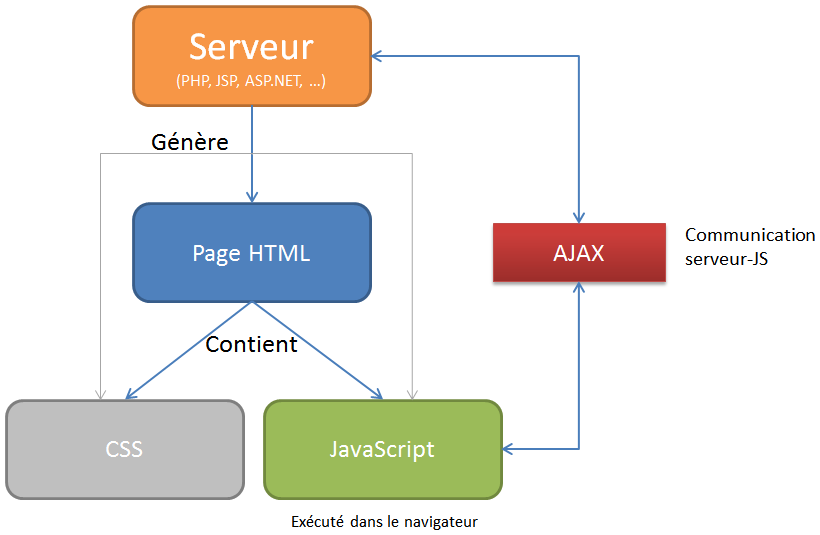 Serveur
(PHP, JSP, ASP.NET, ...)
Génère
Page HTML
AJAX
Communication
serveur-JS
Contient
CSS
JavaScript
Exécuté dans le navigateur